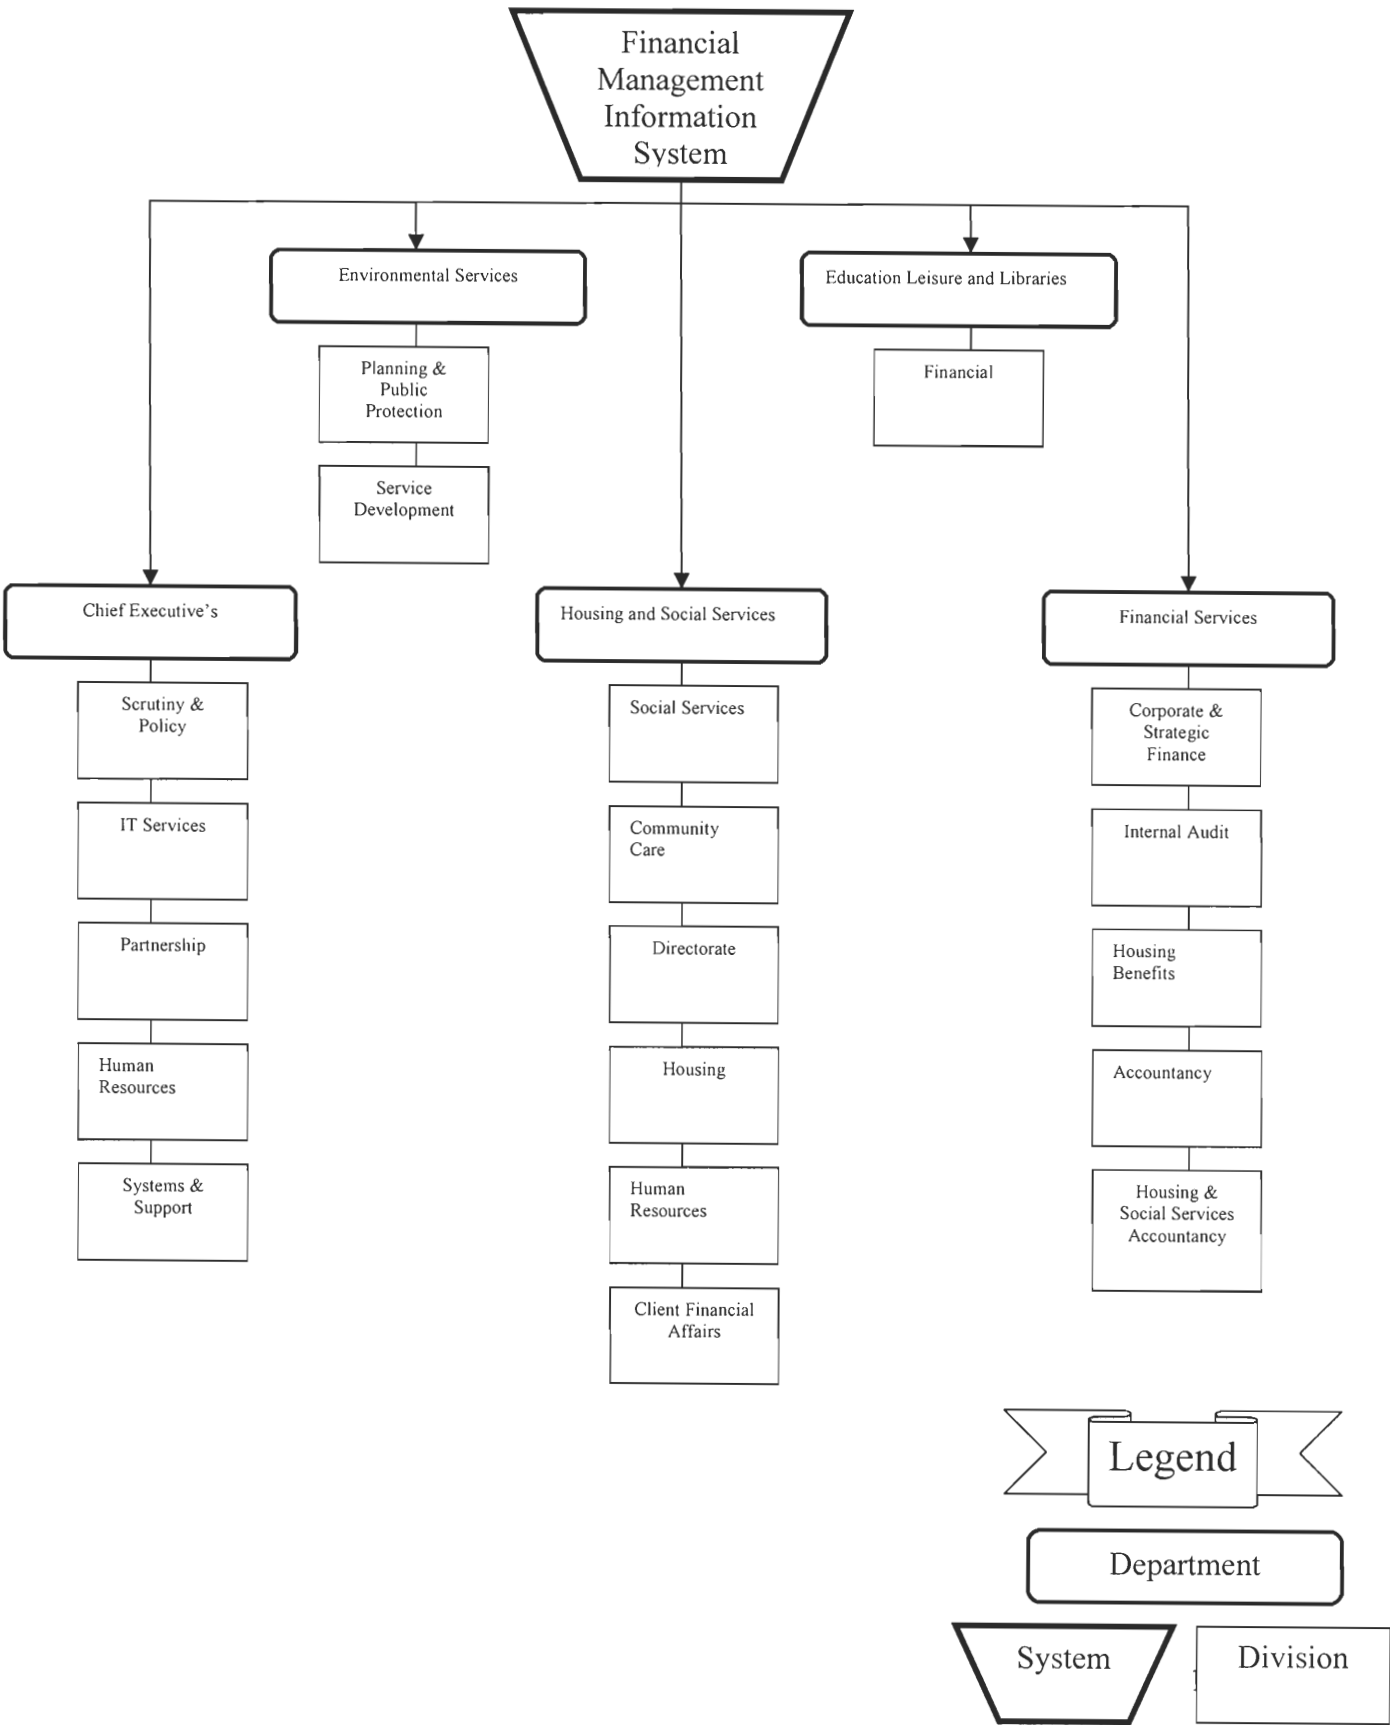 Financial
Management
Information
System
Environmental Services
Education Leisure and Libraries
Planning &
Public
Protection
Financial
Service
Development
Chief Executive's
Housing and Social Services
Financial Services
Scrutiny &
Policy
IT Services
Partnership
Human
Resources
Systems &
Support
Social Services
Community
Care
Directorate
Housing
Human
Resources
Client Financial
Affairs
Corporate &
Strategic
Finance
Internal Audit
Housing
Benefits
Accountancy
Housing &
Social Services
Accountancy
Legend
Department
System
Division